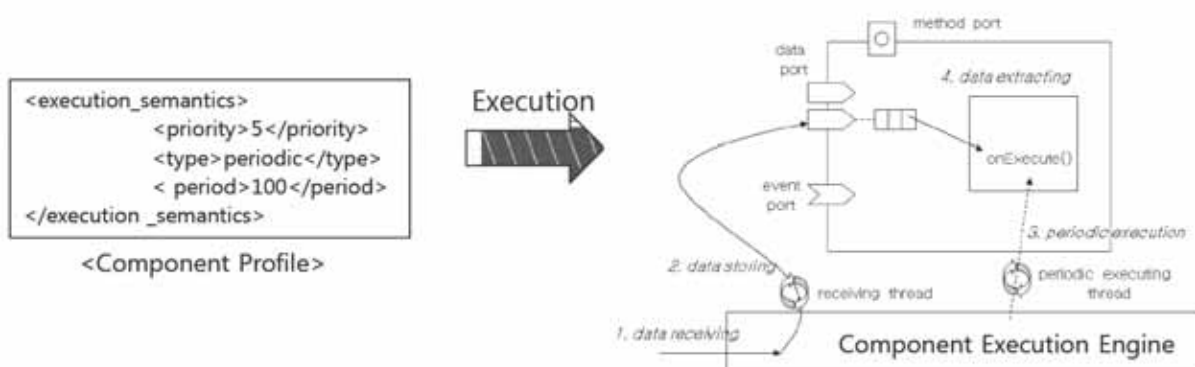 <execution_semantics>
<priority>5</priority>
<type>periodic</type>
< period>100</period>
</execution _semantics>
<Component Profile>
Execution
method port
data
port
4. data extracting
onExecute()
event
port
3. periodic execution
2. data storing
receiving thread
periodic executing
thread
1. data receiving
Component Execution Engine